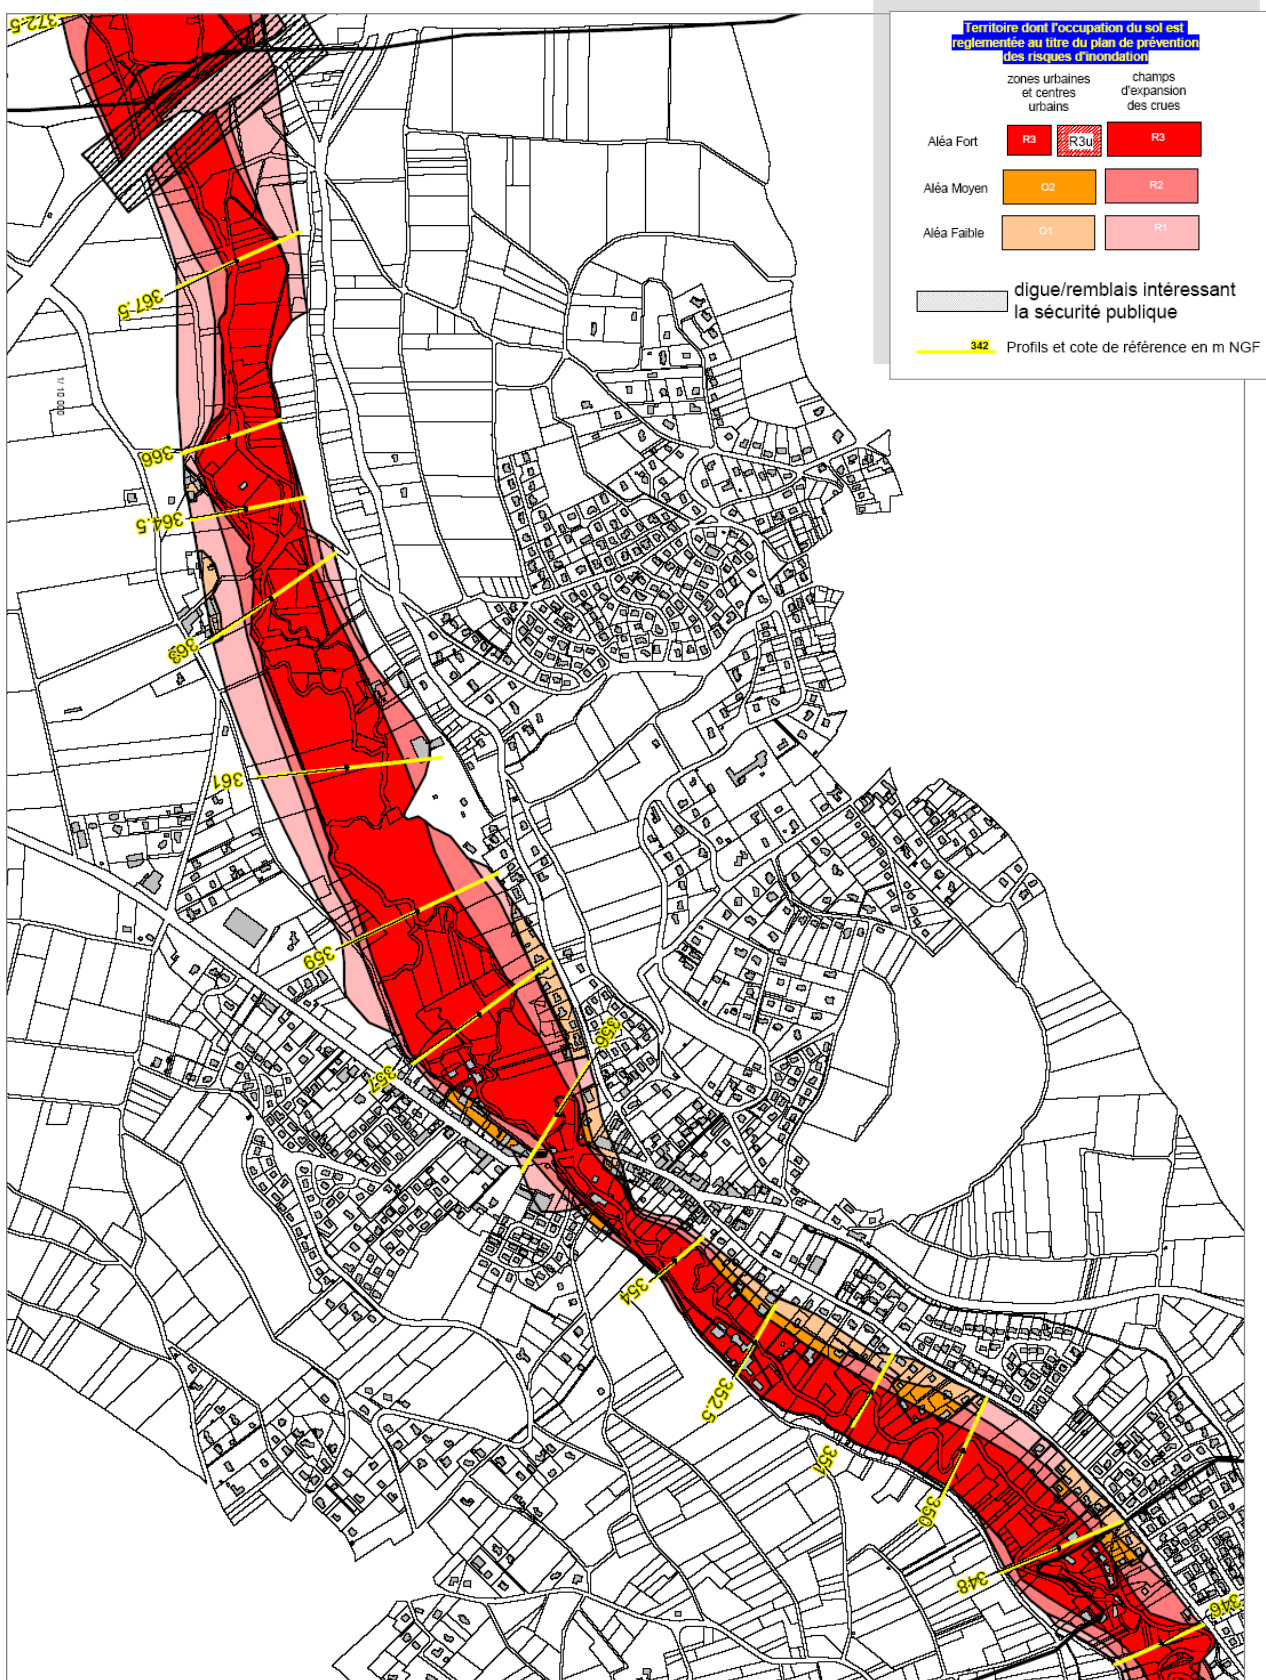 Territoire dont l'occupation du sol est
reglementée au titre du plan de prévention
des risques d'inondation
zones urbaines
et centres
urbains
champs
d'expansion
des crues
Aléa Fort
R3
R3u
R3
Aléa Moyen
O2
R2
Aléa Faible
O1
R1
digue/remblais intéressant
la sécurité publique
342
Profils et cote de référence en m NGF
372.5
367.5
1/ 10 000
366
364.5
363
361
359
357
356
354
352.5
351
350
348
346